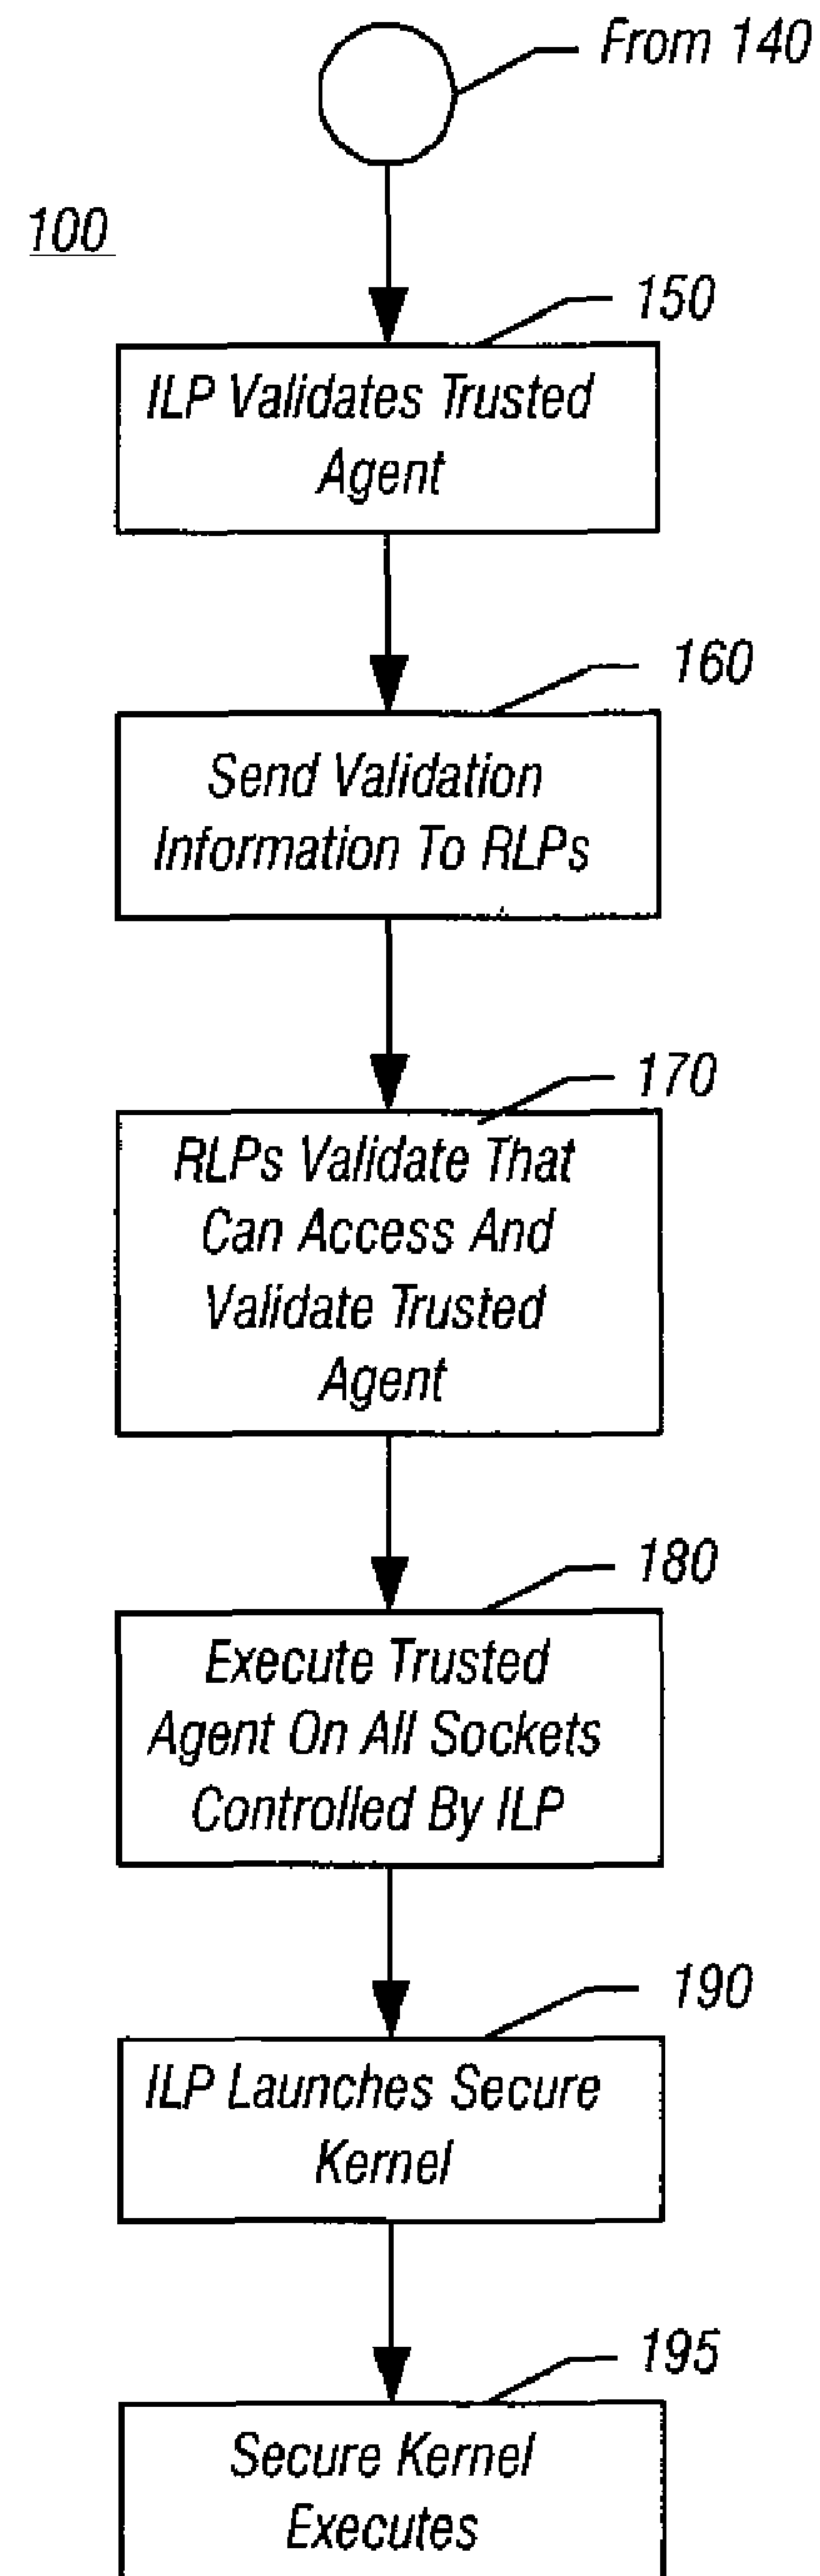 From 140
100
150
ILP Validates Trusted
Agent
160
Send Validation
Information To RLPs
170
RLPs Validate That
Can Access And
Validate Trusted
Agent
180
Execute Trusted
Agent On All Sockets
Controlled By ILP
190
ILP Launches Secure
Kernel
195
Secure Kernel
Executes